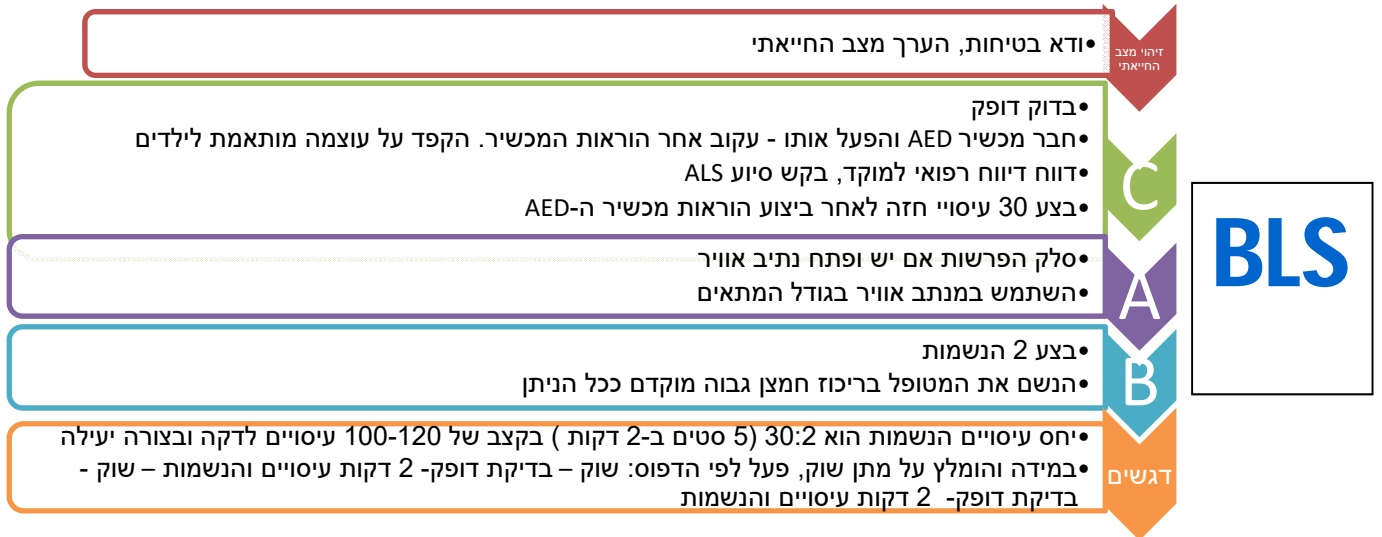 זיהוי מצב
החייאתי
•ודא בטיחות, הערך מצב החייאתי
C
•בדוק דופק
•חבר מכשיר AED והפעל אותו - עקוב אחר הוראות המכשיר. הקפד על עוצמה מותאמת לילדים
•דווח דיווח רפואי למוקד, בקש סיוע ALS
•בצע 30 עיסויי חזה לאחר ביצוע הוראות מכשיר ה-AED
BLS
A
•סלק הפרשות אם יש ופתח נתיב אוויר
•השתמש במנתב אוויר בגודל המתאים
B
•בצע 2 הנשמות
•הנשם את המטופל בריכוז חמצן גבוה מוקדם ככל הניתן
דגשים
•יחס עיסויים הנשמות הוא 30:2 (5 סטים ב-2 דקות ) בקצב של 100-120 עיסויים לדקה ובצורה יעילה
•במידה והומלץ על מתן שוק, פעל לפי הדפוס: שוק – בדיקת דופק- 2 דקות עיסויים והנשמות – שוק -
בדיקת דופק- 2 דקות עיסויים והנשמות